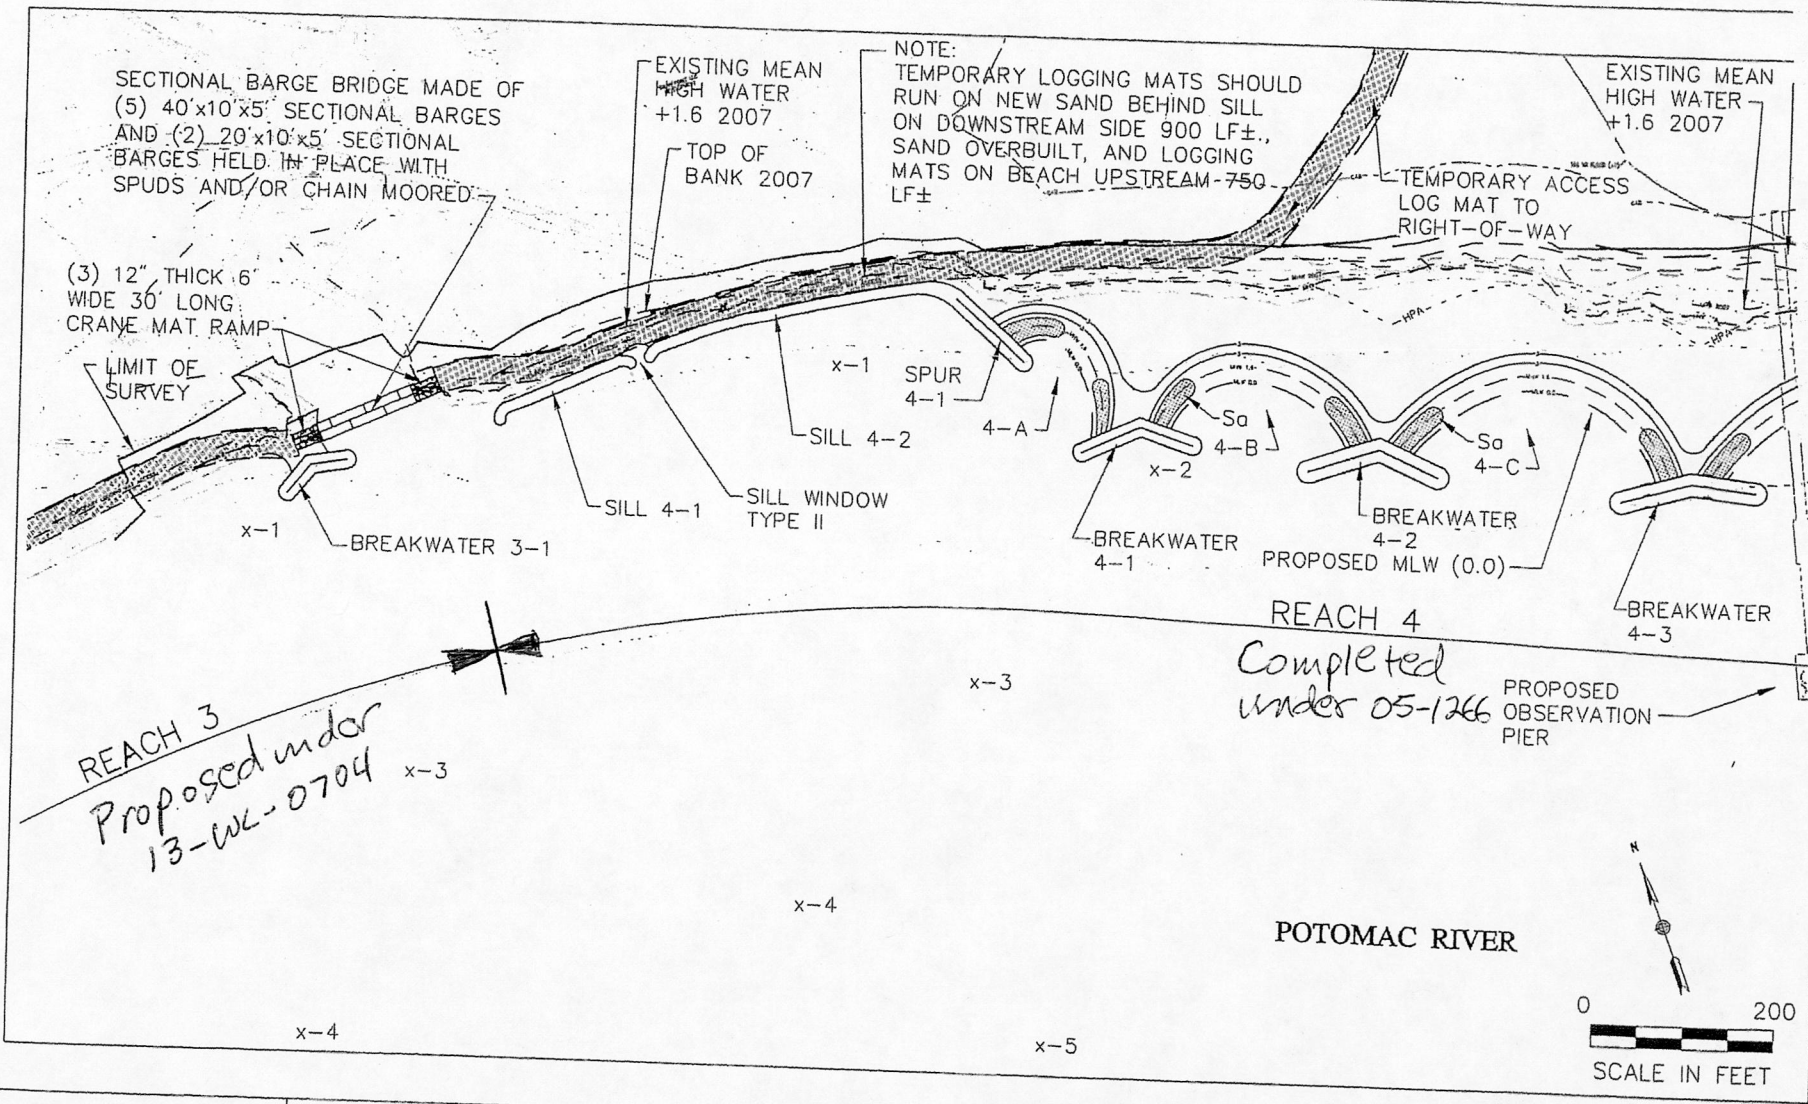 SECTIONAL BARGE BRIDGE MADE OF
(5) 40'x10'x5' SECTIONAL BARGES
AND (2) 20'x10'x5' SECTIONAL
BARGES HELD IN PLACE WITH
SPUDS AND/OR CHAIN MOORED
EXISTING MEAN
HIGH WATER
+1.6 2007
TOP OF
BANK 2007
NOTE:
TEMPORARY LOGGING MATS SHOULD
RUN ON NEW SAND BEHIND SILL
ON DOWNSTREAM SIDE 900 LF±.,
SAND OVERBUILT, AND LOGGING
MATS ON BEACH UPSTREAM 750
LF±
EXISTING MEAN
HIGH WATER
+1.6 2007
TEMPORARY ACCESS
LOG MAT TO
RIGHT-OF-WAY
(3) 12" THICK 6'
WIDE 30' LONG
CRANE MAT RAMP
LIMIT OF
SURVEY
HPA
HPA
x-1
SPUR
4-1
4-A
Sa
4-B
Sa
4-C
SILL 4-2
x-2
SILL 4-1
SILL WINDOW
TYPE II
x-1
BREAKWATER 3-1
BREAKWATER
4-1
BREAKWATER
4-2
PROPOSED MLW (0.0)
BREAKWATER
4-3
REACH 4
Completed
under 05-1266
PROPOSED
OBSERVATION
PIER
x-3
REACH 3
Proposed under
13-WL-0704
x-3
x-4
POTOMAC RIVER
N
x-4
x-5
0 200
SCALE IN FEET